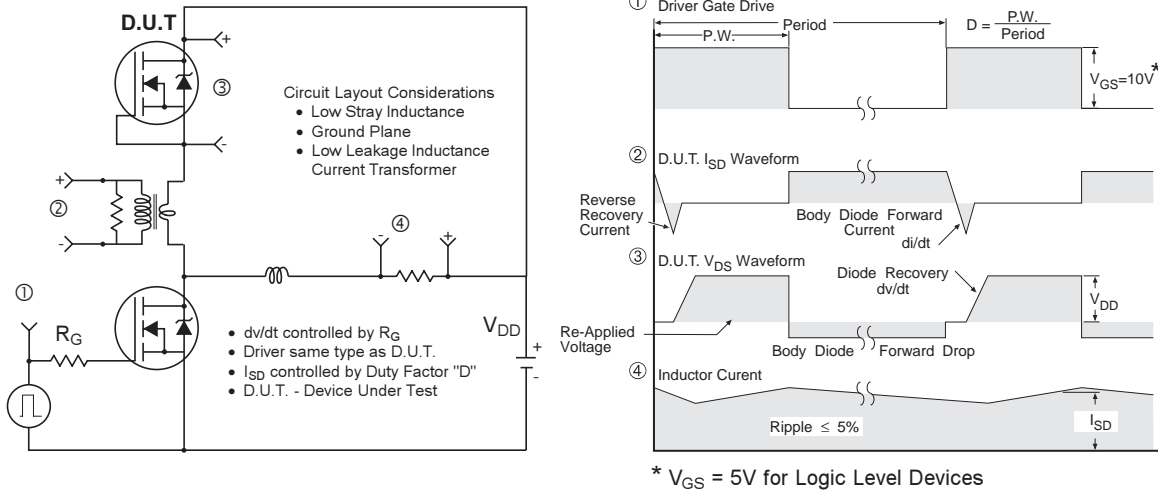 D.U.T
+
③
-
Circuit Layout Considerations
• Low Stray Inductance
• Ground Plane
• Low Leakage Inductance
Current Transformer
+
②
-
④
-
+
①
R_G
V_DD
+
-
• dv/dt controlled by R_G
• Driver same type as D.U.T.
• I_SD controlled by Duty Factor "D"
• D.U.T. - Device Under Test
① Driver Gate Drive
P.W.
Period
D = P.W. / Period
V_GS=10V*
② D.U.T. I_SD Waveform
Reverse
Recovery
Current
Body Diode Forward
Current
di/dt
③ D.U.T. V_DS Waveform
Diode Recovery
dv/dt
V_DD
Re-Applied
Voltage
Body Diode Forward Drop
④ Inductor Curent
Ripple ≤ 5%
I_SD
* V_GS = 5V for Logic Level Devices